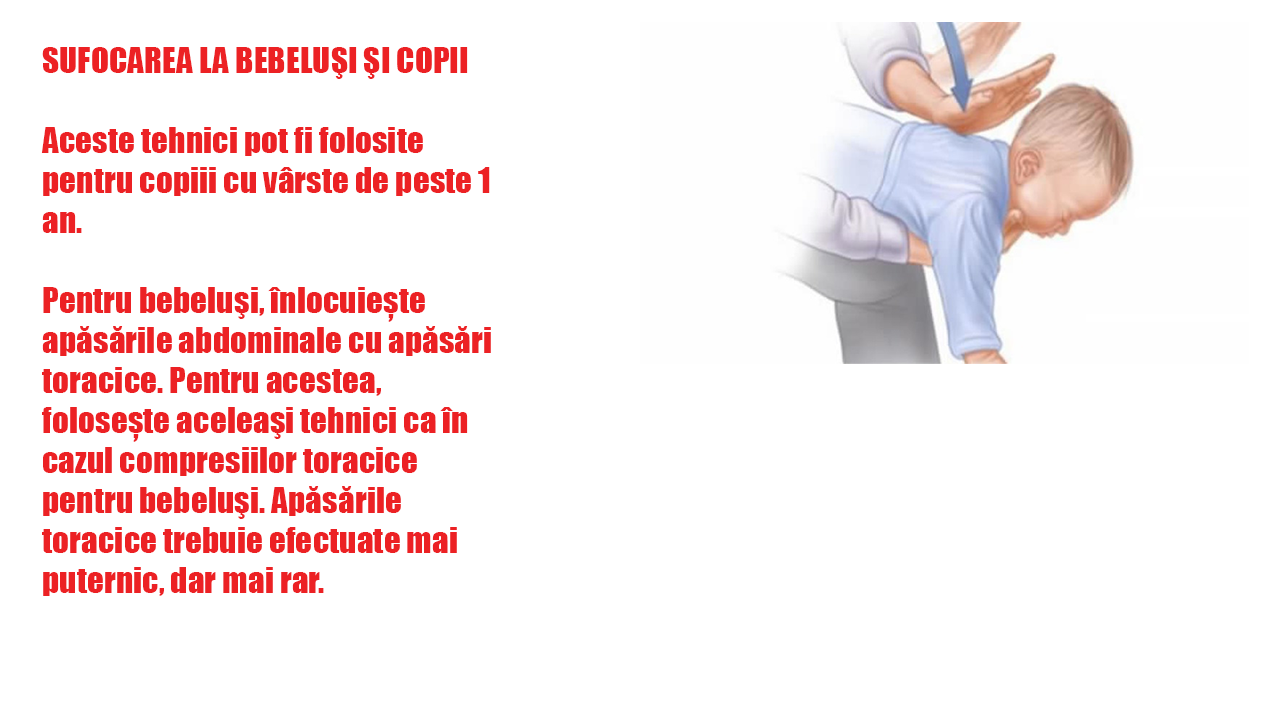 SUFOCAREA LA BEBELUŞI ŞI COPII
Aceste tehnici pot fi folosite
pentru copiii cu vârste de peste 1
an.
Pentru bebeluşi, înlocuiește
apăsările abdominale cu apăsări
toracice. Pentru acestea,
folosește aceleaşi tehnici ca în
cazul compresiilor toracice
pentru bebeluşi. Apăsările
toracice trebuie efectuate mai
puternic, dar mai rar.